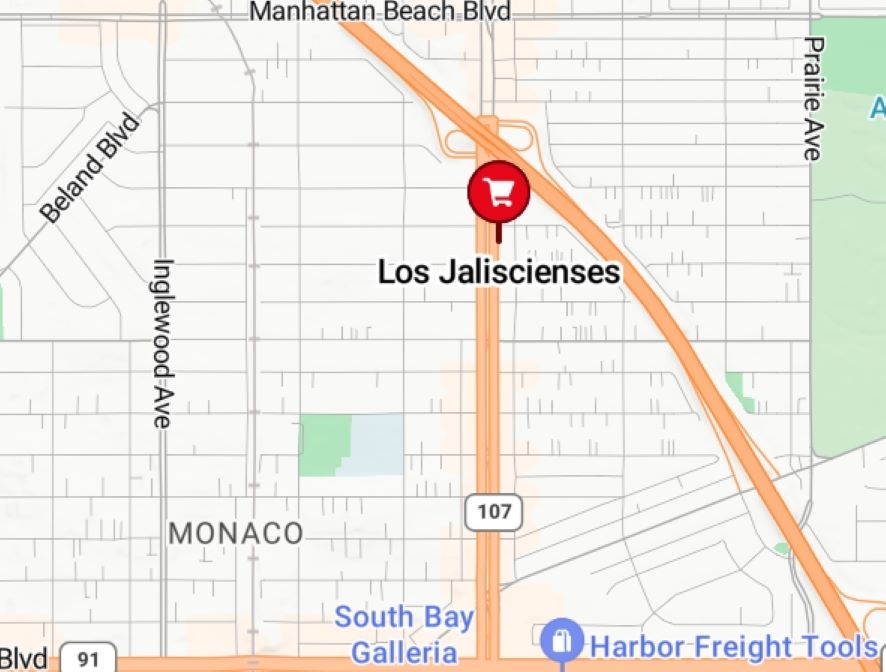 Manhattan Beach Blvd
Prairie Ave
A
Beland Blvd
Los Jaliscienses
Inglewood Ave
107
MONACO
South Bay
Galleria
Harbor Freight Tools
Blvd
91